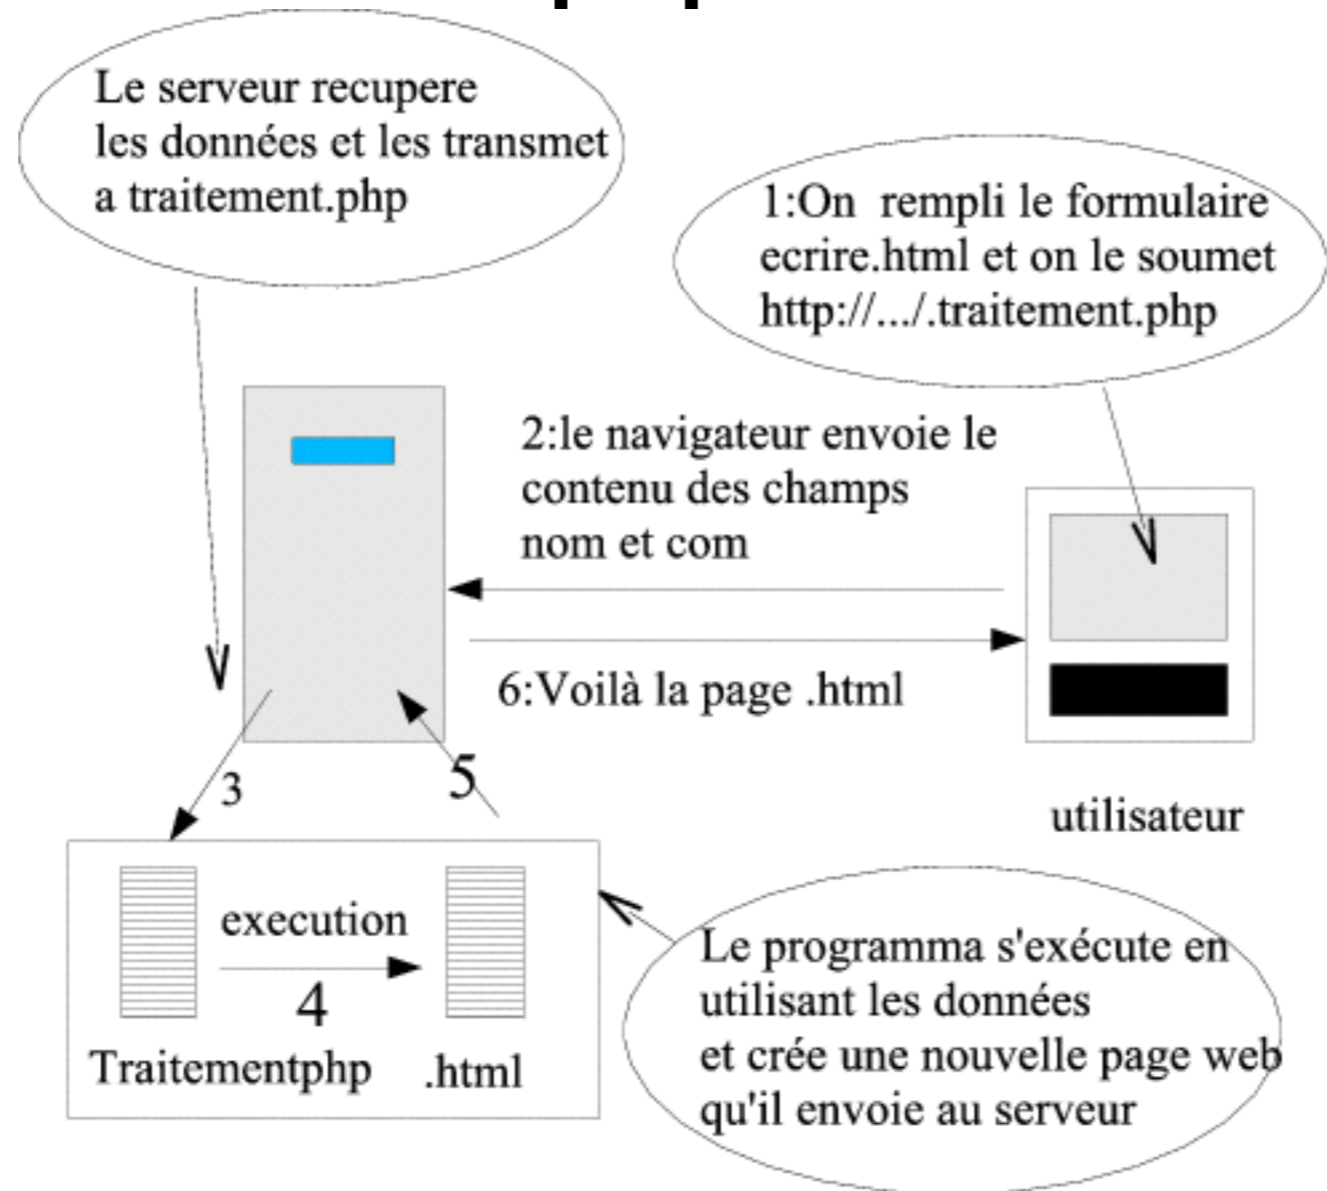 Le serveur recupere
les données et les transmet
a traitement.php
1:On rempli le formulaire
ecrire.html et on le soumet
http://.../.traitement.php
2:le navigateur envoie le
contenu des champs
nom et com
6:Voilà la page .html
3
5
utilisateur
execution
4
Traitementphp
.html
Le programma s'exécute en
utilisant les données
et crée une nouvelle page web
qu'il envoie au serveur